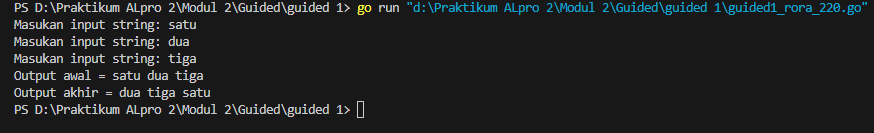 PS D:\Praktikum ALpro 2\Modul 2\Guided\guided 1> go run "d:\Praktikum ALpro 2\Modul 2\Guided\guided 1\guided1_rora_220.go"
Masukan input string: satu
Masukan input string: dua
Masukan input string: tiga
Output awal = satu dua tiga
Output akhir = dua tiga satu
PS D:\Praktikum ALpro 2\Modul 2\Guided\guided 1>